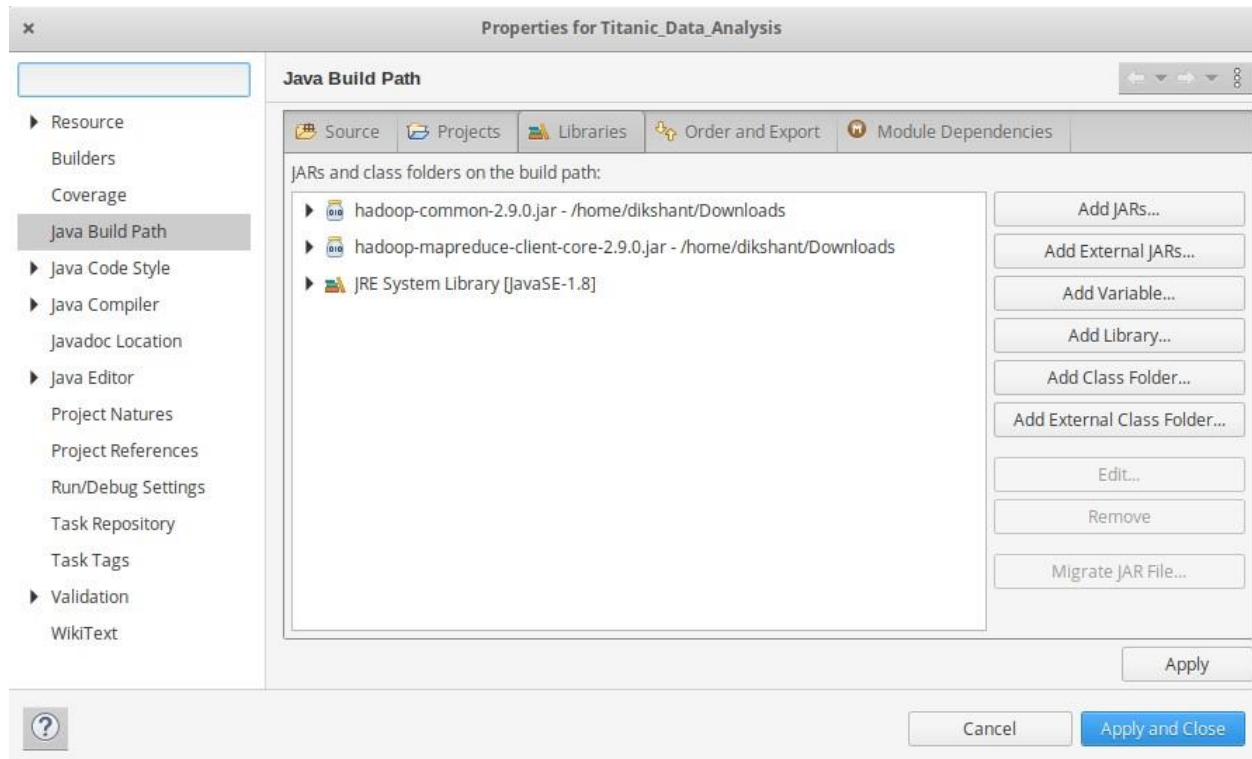 Properties for Titanic_Data_Analysis
Resource
Builders
Coverage
Java Build Path
Java Code Style
Java Compiler
Javadoc Location
Java Editor
Project Natures
Project References
Run/Debug Settings
Task Repository
Task Tags
Validation
WikiText
Java Build Path
Source Projects Libraries Order and Export Module Dependencies
JARs and class folders on the build path:
hadoop-common-2.9.0.jar - /home/dikshant/Downloads
hadoop-mapreduce-client-core-2.9.0.jar - /home/dikshant/Downloads
JRE System Library [JavaSE-1.8]
Add JARs...
Add External JARs...
Add Variable...
Add Library...
Add Class Folder...
Add External Class Folder...
Edit...
Remove
Migrate JAR File...
Apply
? Cancel Apply and Close